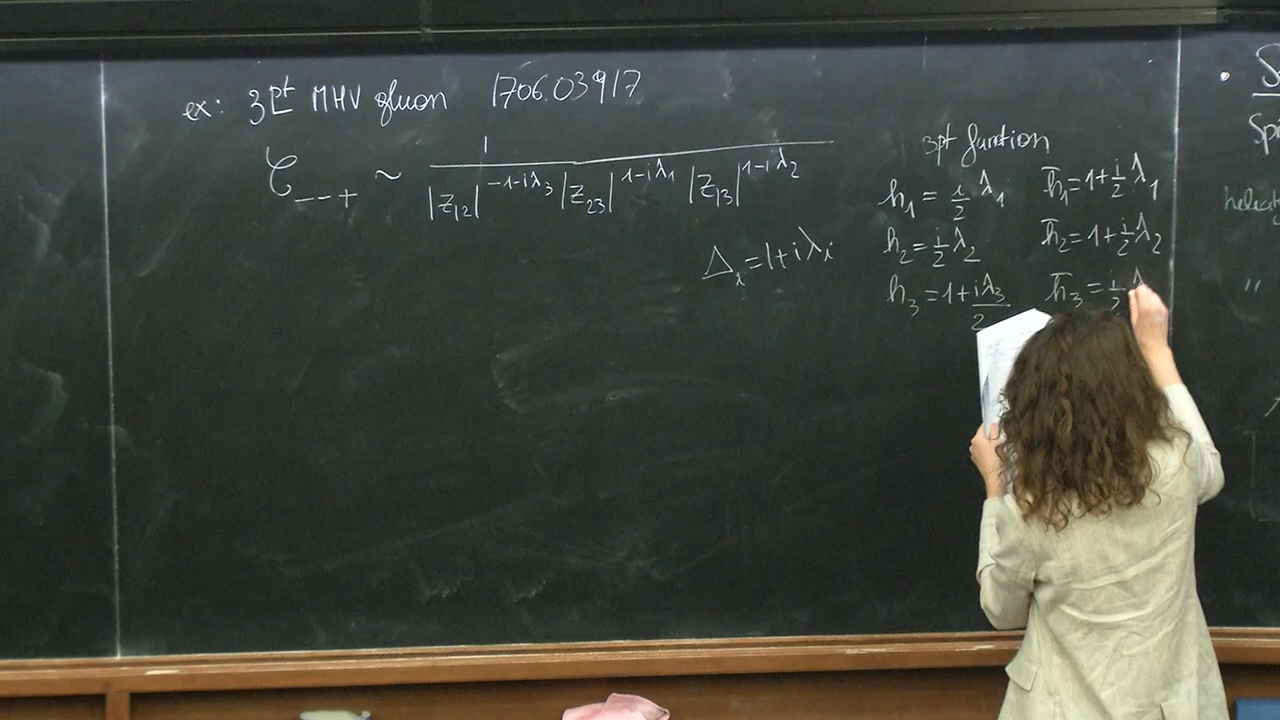 ex: 3pt MHV gluon 1706.03917
C̃_{--+} ~ 1 / |z_{12}|^{-1-iλ_3} |z_{23}|^{1-iλ_1} |z_{13}|^{1-iλ_2}
Δ_i = 1+iλ_i
3pt function
h_1 = i/2 λ_1 h̄_1 = 1+i/2 λ_1
h_2 = i/2 λ_2 h̄_2 = 1+i/2 λ_2
h_3 = 1+iλ_3/2 h̄_3 = i/2 λ